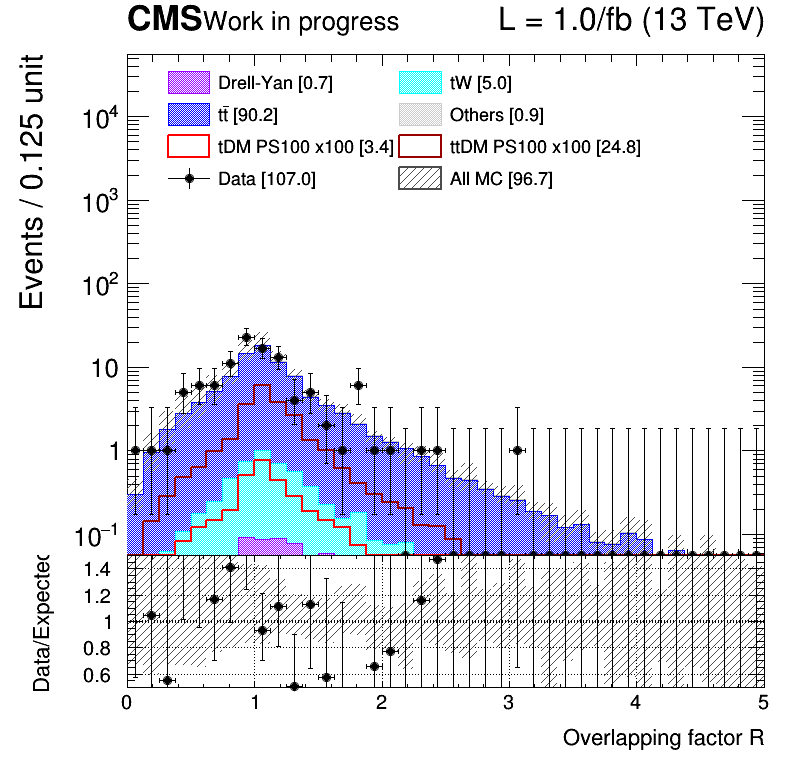 CMS Work in progress L = 1.0/fb (13 TeV)
Events / 0.125 unit
Drell-Yan [0.7] tW [5.0]
tt̄ [90.2] Others [0.9]
tDM PS100 x100 [3.4] ttDM PS100 x100 [24.8]
Data [107.0] All MC [96.7]
10⁴
10³
10²
10
1
10⁻¹
Data/Expected
1.4
1.2
1
0.8
0.6
0 1 2 3 4 5
Overlapping factor R